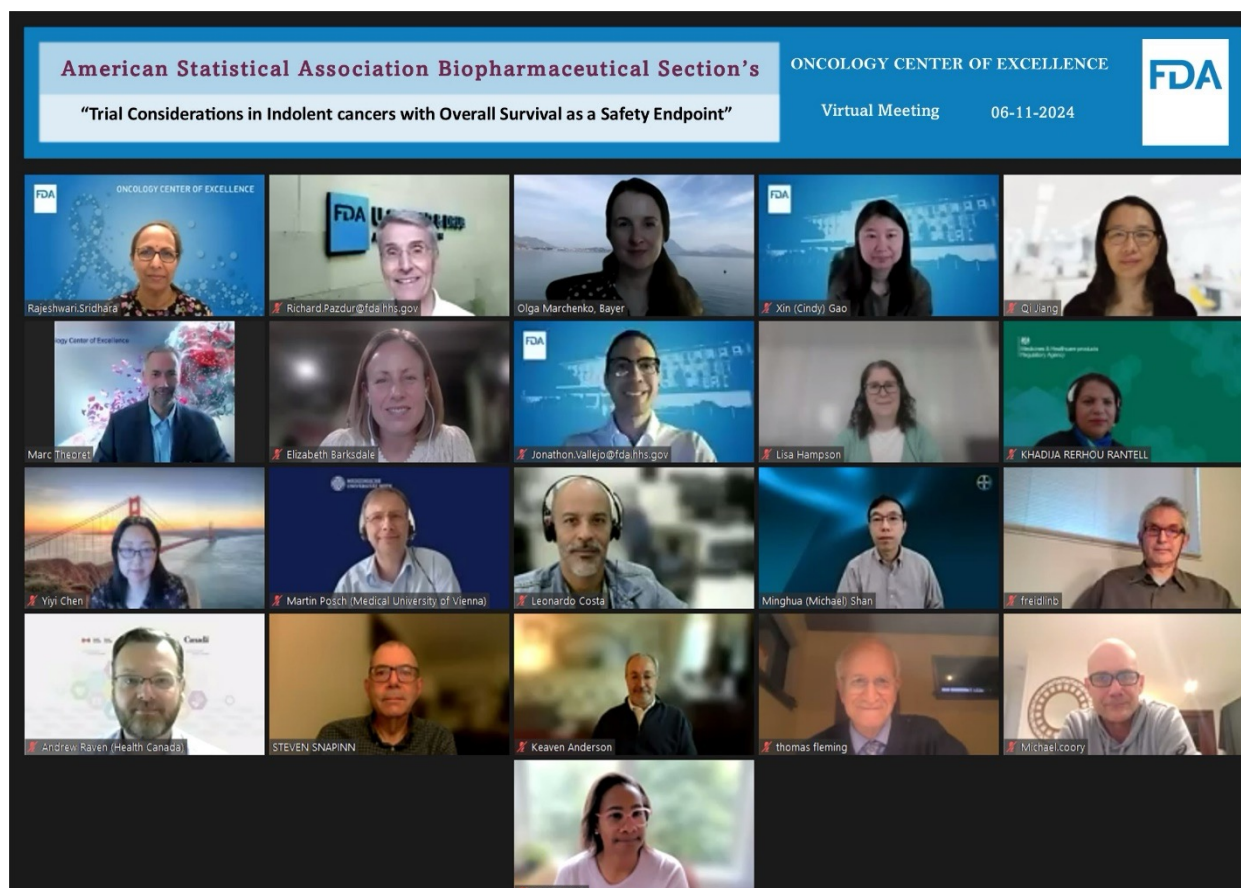 American Statistical Association Biopharmaceutical Section's
"Trial Considerations in Indolent cancers with Overall Survival as a Safety Endpoint"
ONCOLOGY CENTER OF EXCELLENCE
Virtual Meeting 06-11-2024
FDA
FDA
ONCOLOGY CENTER OF EXCELLENCE
Rajeshwari.Sridhara
FDA
Richard.Pazdur@fda.hhs.gov
Olga Marchenko, Bayer
FDA
Xin (Cindy) Gao
Qi Jiang
ology Center of Excellence
Marc Theoret
Elizabeth Barksdale
FDA
Jonathon.Vallejo@fda.hhs.gov
Lisa Hampson
Medicines & Healthcare products
Regulatory Agency
KHADIJA RERHOU RANTELL
Yiyi Chen
MEDIZINISCHE
UNIVERSITÄT WIEN
Martin Posch (Medical University of Vienna)
Leonardo Costa
Minghua (Michael) Shan
freidlinb
Canada
Andrew Raven (Health Canada)
STEVEN SNAPINN
Keaven Anderson
thomas fleming
Michael.coory